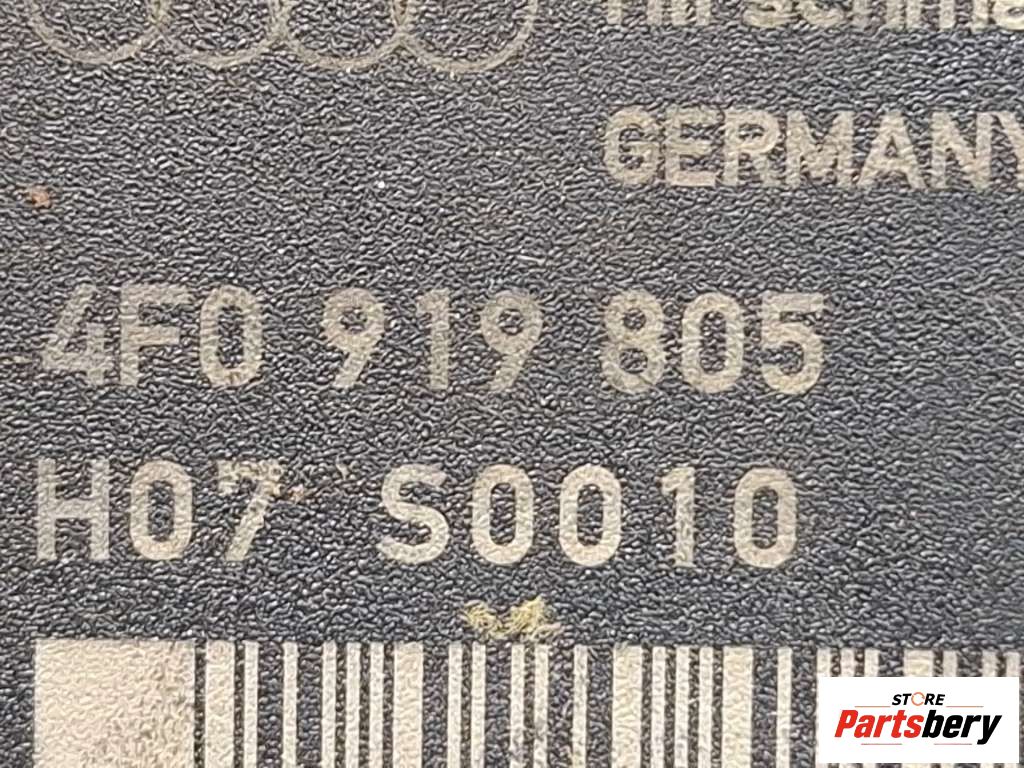 GERMANY
4F0 919 805
H07 S0010
STORE
Partsbery